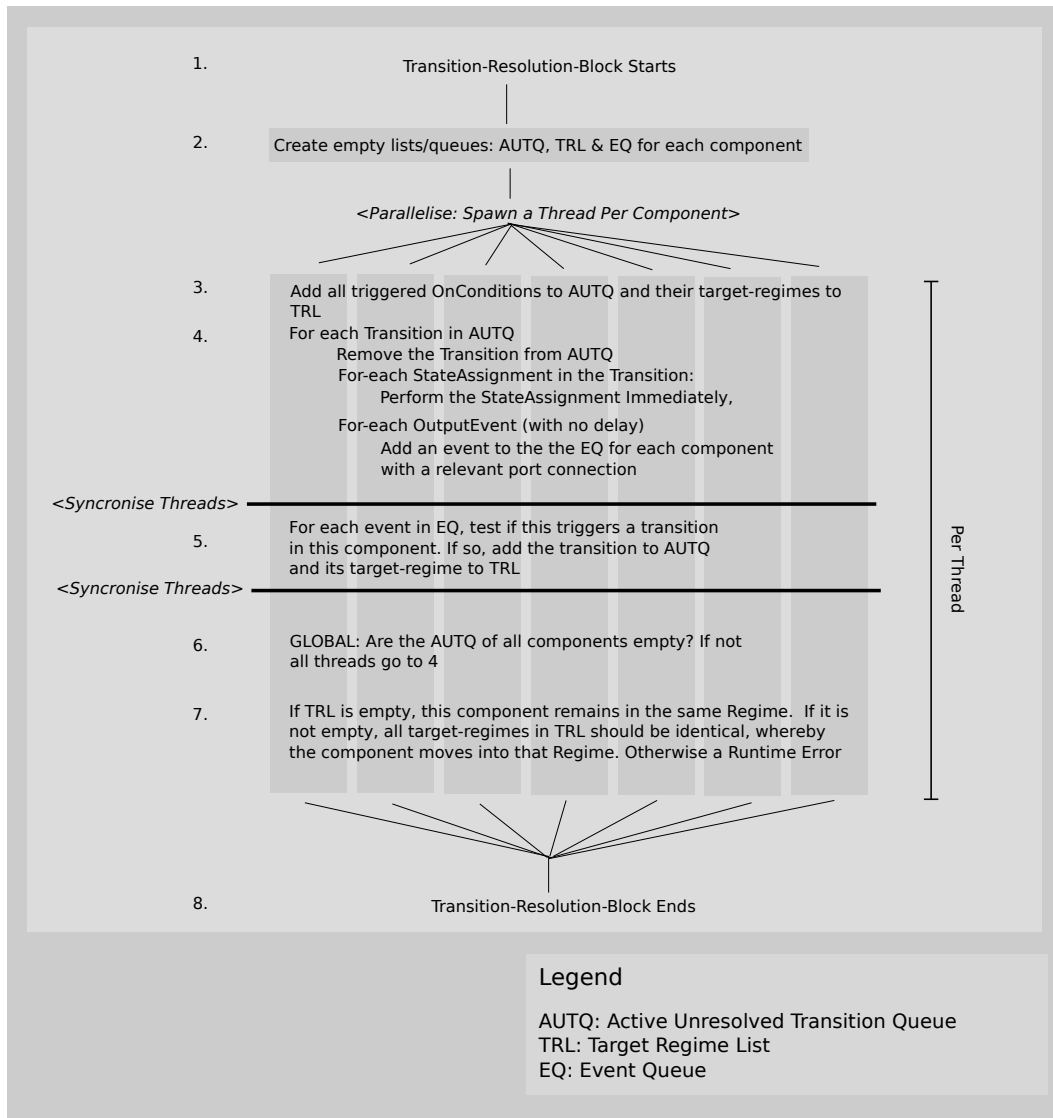 1.
Transition-Resolution-Block Starts
2.
Create empty lists/queues: AUTQ, TRL & EQ for each component
<Parallelise: Spawn a Thread Per Component>
3.
Add all triggered OnConditions to AUTQ and their target-regimes to
TRL
4.
For each Transition in AUTQ
Remove the Transition from AUTQ
For-each StateAssignment in the Transition:
Perform the StateAssignment Immediately,
For-each OutputEvent (with no delay)
Add an event to the the EQ for each component
with a relevant port connection
<Syncronise Threads>
5.
For each event in EQ, test if this triggers a transition
in this component. If so, add the transition to AUTQ
and its target-regime to TRL
<Syncronise Threads>
Per Thread
6.
GLOBAL: Are the AUTQ of all components empty? If not
all threads go to 4
7.
If TRL is empty, this component remains in the same Regime.  If it is
not empty, all target-regimes in TRL should be identical, whereby
the component moves into that Regime. Otherwise a Runtime Error
8.
Transition-Resolution-Block Ends
Legend
AUTQ: Active Unresolved Transition Queue
TRL: Target Regime List
EQ: Event Queue